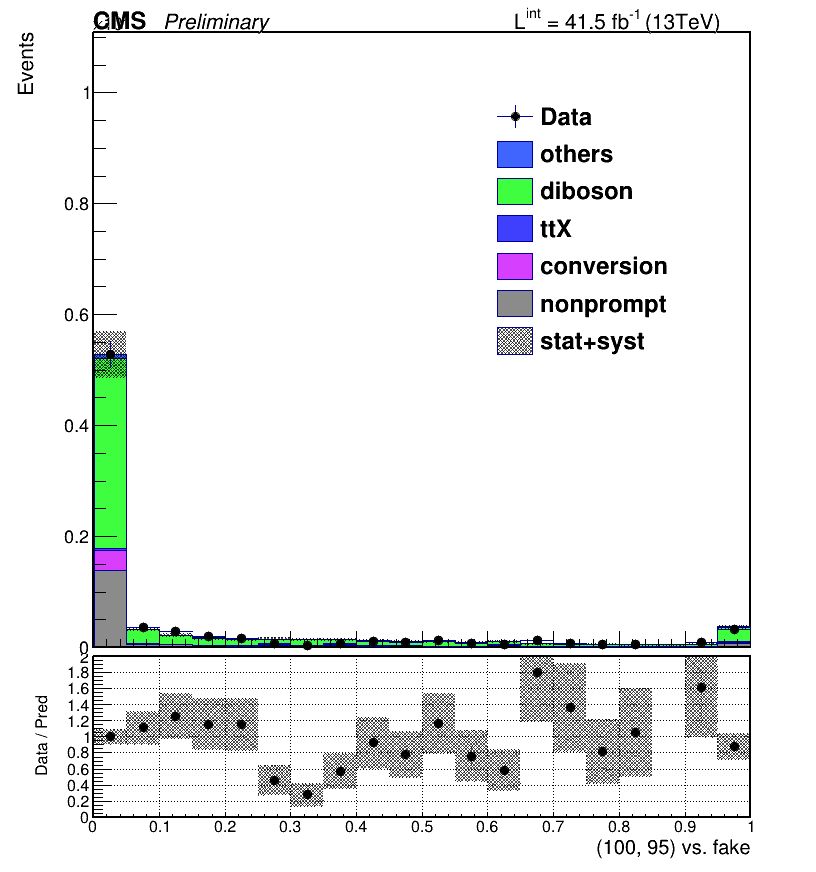 CMS Preliminary L^int = 41.5 fb^-1 (13TeV)
Events
1
0.8
0.6
0.4
0.2
0
Data
others
diboson
ttX
conversion
nonprompt
stat+syst
Data / Pred
2
1.8
1.6
1.4
1.2
1
0.8
0.6
0.4
0.2
0
0 0.1 0.2 0.3 0.4 0.5 0.6 0.7 0.8 0.9 1
(100, 95) vs. fake